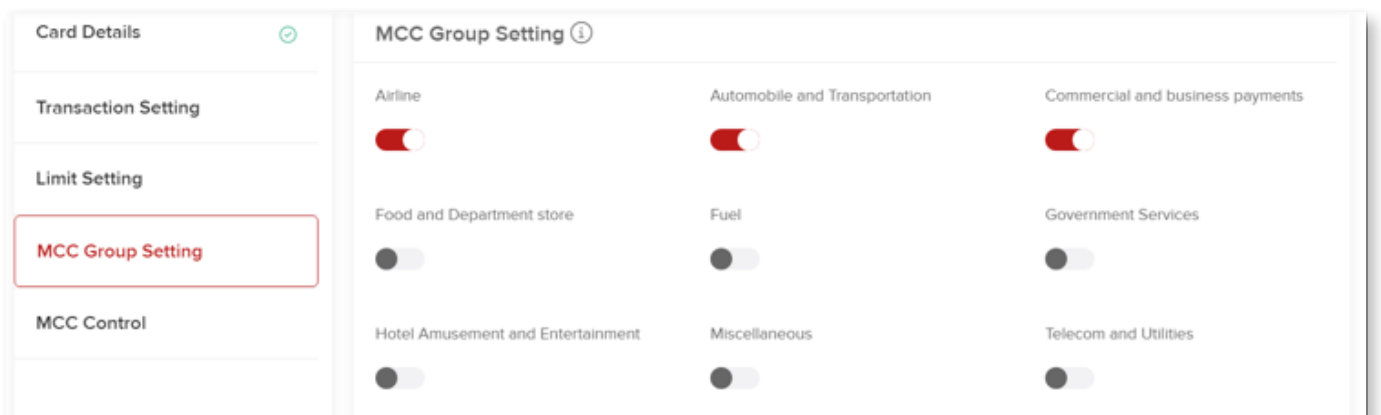 Card Details
Transaction Setting
Limit Setting
MCC Group Setting
MCC Control
MCC Group Setting
Airline
Automobile and Transportation
Commercial and business payments
Food and Department store
Fuel
Government Services
Hotel Amusement and Entertainment
Miscellaneous
Telecom and Utilities